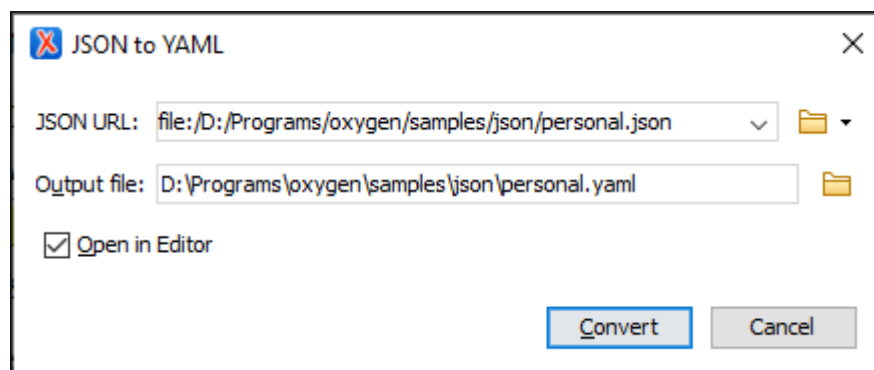 JSON to YAML
JSON URL: file:/D:/Programs/oxygen/samples/json/personal.json
Output file: D:\Programs\oxygen\samples\json\personal.yaml
Open in Editor
Convert Cancel